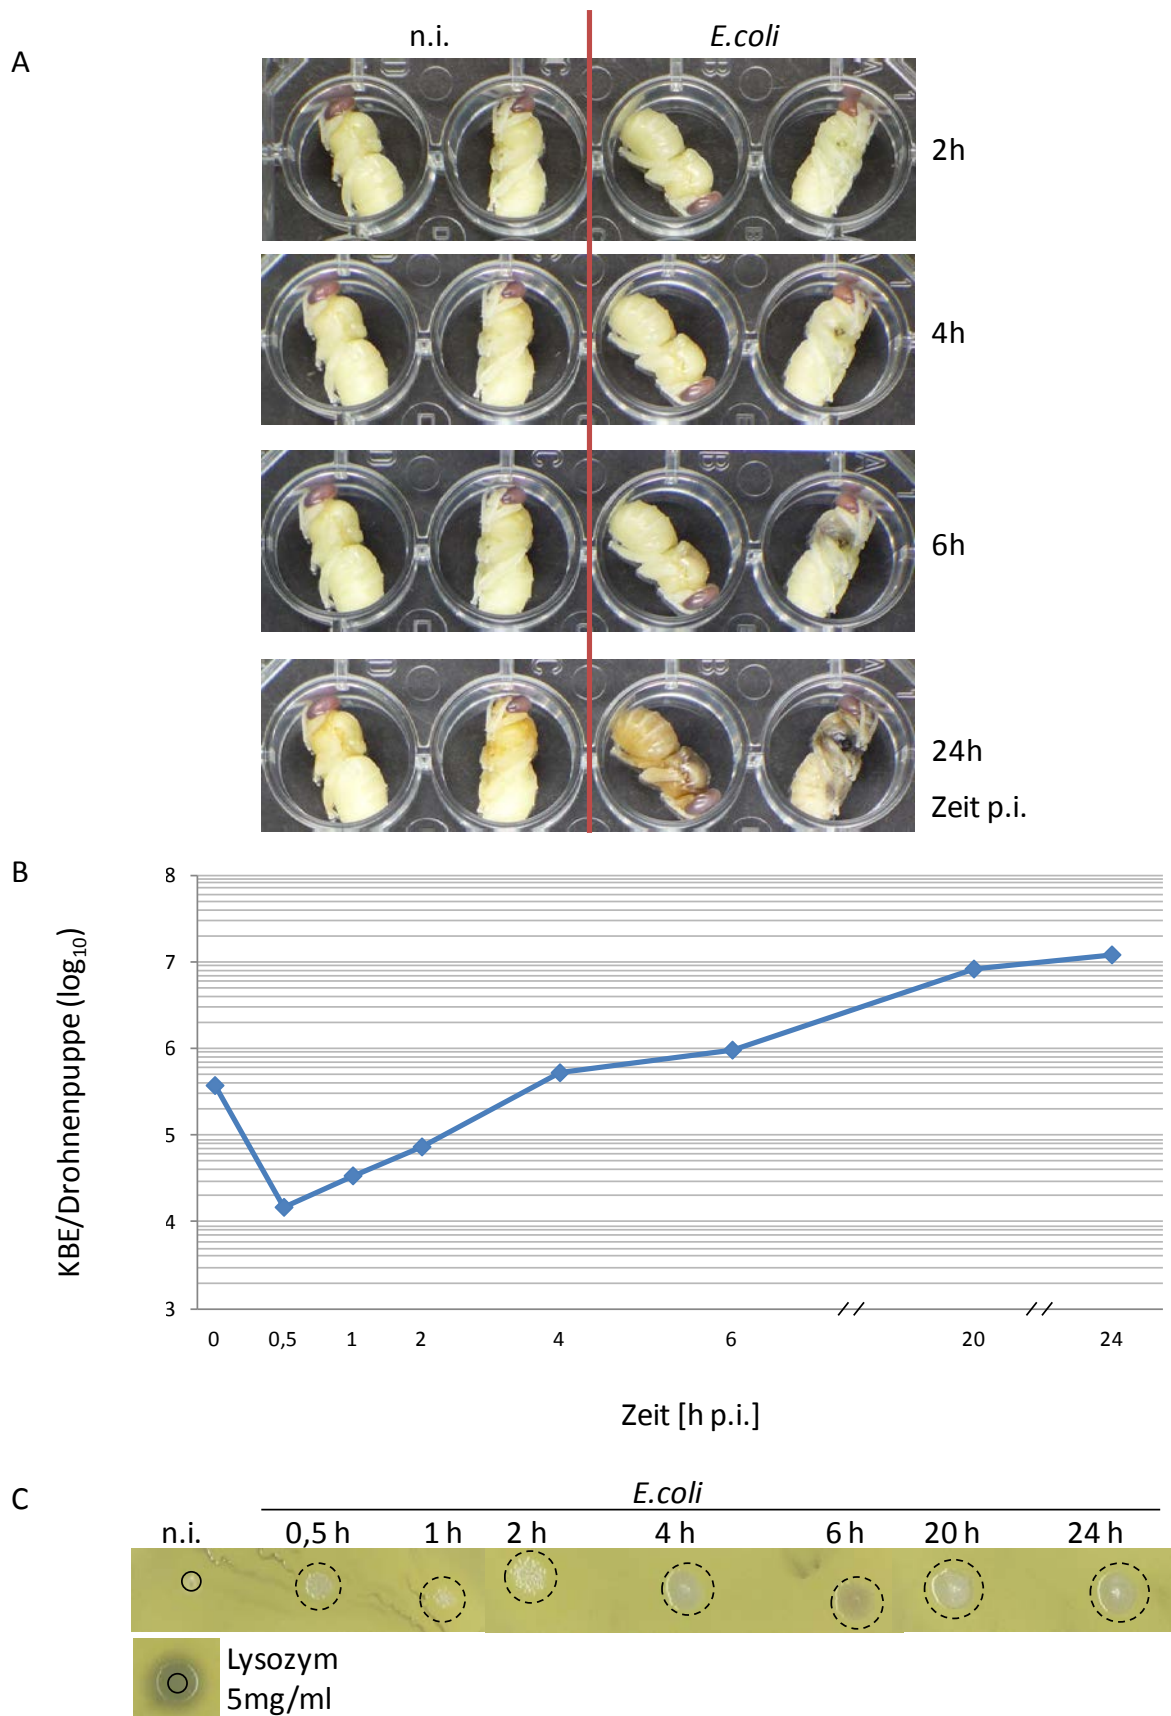 A
n.i.
E.coli
2h
4h
6h
24h
Zeit p.i.
B
KBE/Drohnenpuppe (log10)
8
7
6
5
4
3
0 0,5 1 2 4 6 20 24
Zeit [h p.i.]
C
E.coli
n.i. 0,5 h 1 h 2 h 4 h 6 h 20 h 24 h
Lysozym
5mg/ml